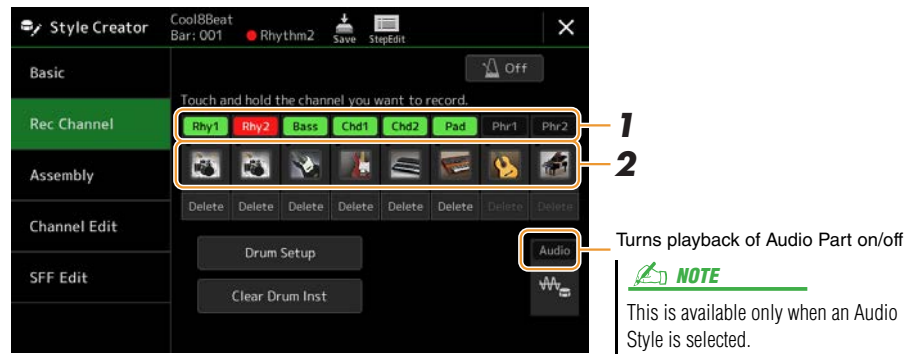 Style Creator
Cool8Beat
Bar: 001
Rhythm2
Save
StepEdit
Basic
Off
Touch and hold the channel you want to record.
Rec Channel
Rhy1 Rhy2 Bass Chd1 Chd2 Pad Phr1 Phr2
1
2
Assembly
Delete Delete Delete Delete Delete Delete Delete Delete
Channel Edit
Drum Setup
Audio
Turns playback of Audio Part on/off
SFF Edit
Clear Drum Inst
NOTE
This is available only when an Audio
Style is selected.